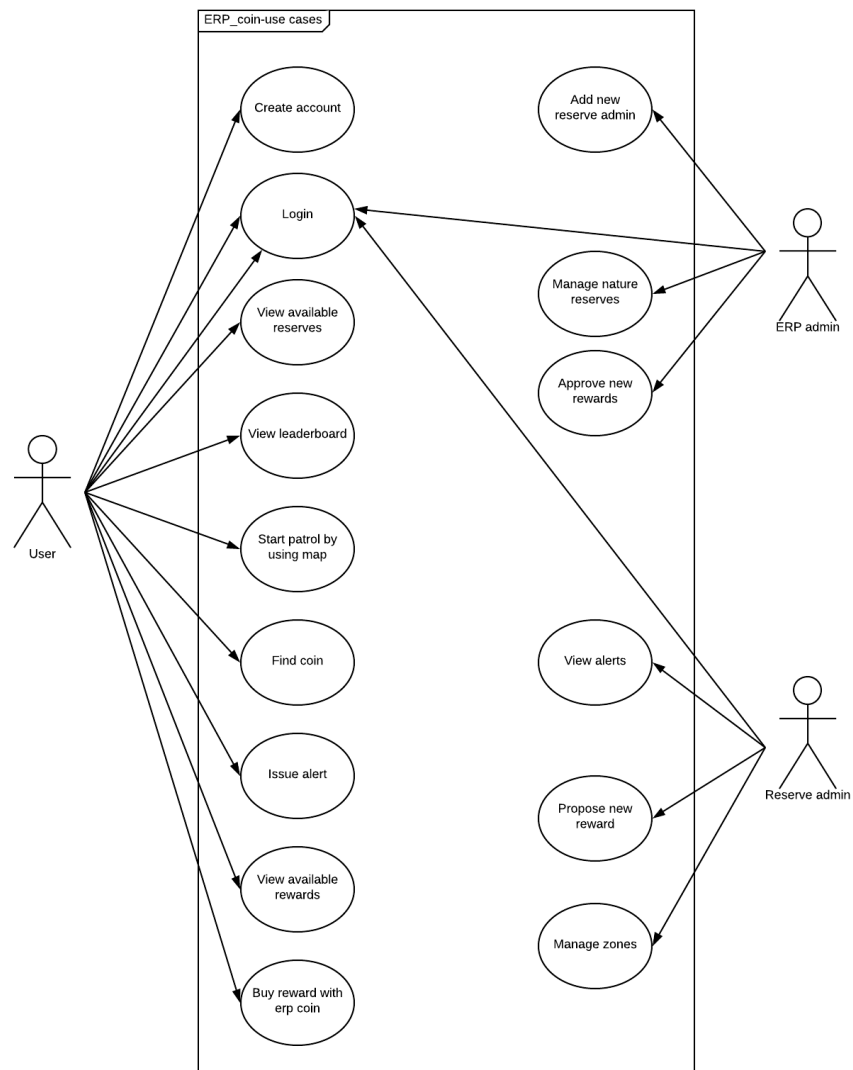 ERP_coin-use cases
Create account
Add new
reserve admin
Login
ERP admin
Manage nature
reserves
View available
reserves
Approve new
rewards
View leaderboard
User
Start patrol by
using map
Find coin
View alerts
Reserve admin
Issue alert
Propose new
reward
View available
rewards
Manage zones
Buy reward with
erp coin